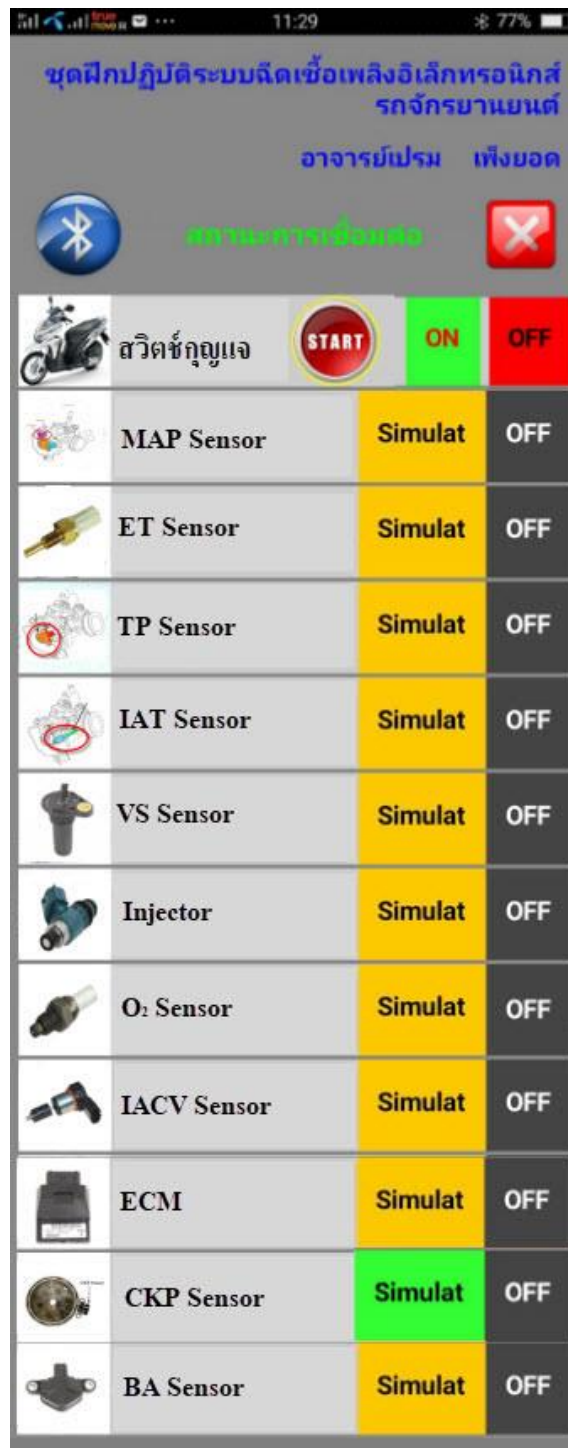 11:29 77%
ชุดฝึกปฏิบัติระบบฉีดเชื้อเพลิงอิเล็กทรอนิกส์
รถจักรยานยนต์
อาจารย์เปรม เพ็งยอด
สถานะการเชื่อมต่อ
สวิตช์กุญแจ START ON OFF
MAP Sensor Simulat OFF
ET Sensor Simulat OFF
TP Sensor Simulat OFF
IAT Sensor Simulat OFF
VS Sensor Simulat OFF
Injector Simulat OFF
O₂ Sensor Simulat OFF
IACV Sensor Simulat OFF
ECM Simulat OFF
CKP Sensor Simulat OFF
BA Sensor Simulat OFF